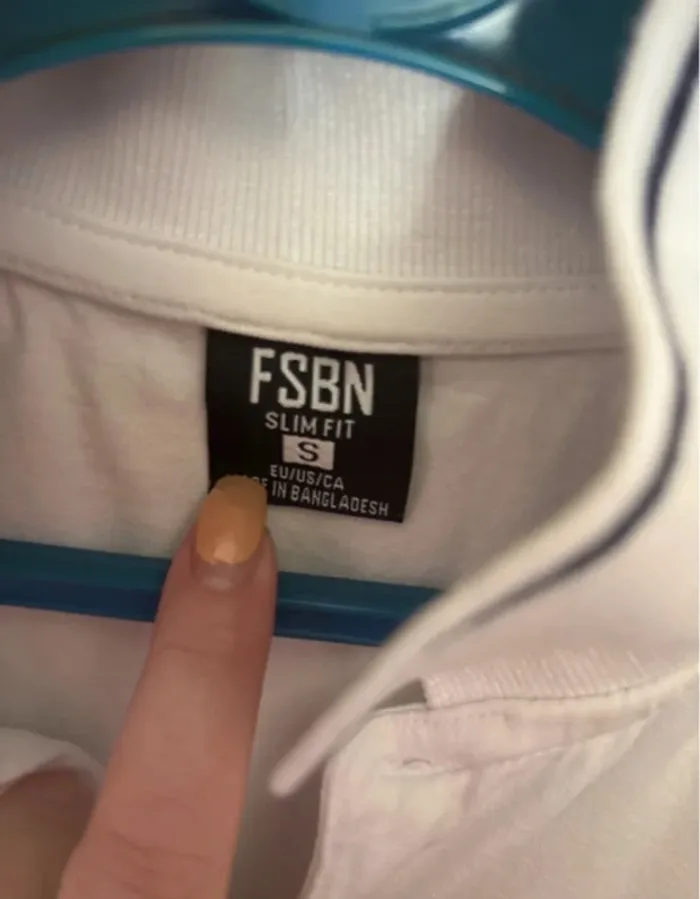 FSBN
SLIM FIT
S
EU/US/CA
IN BANGLADESH